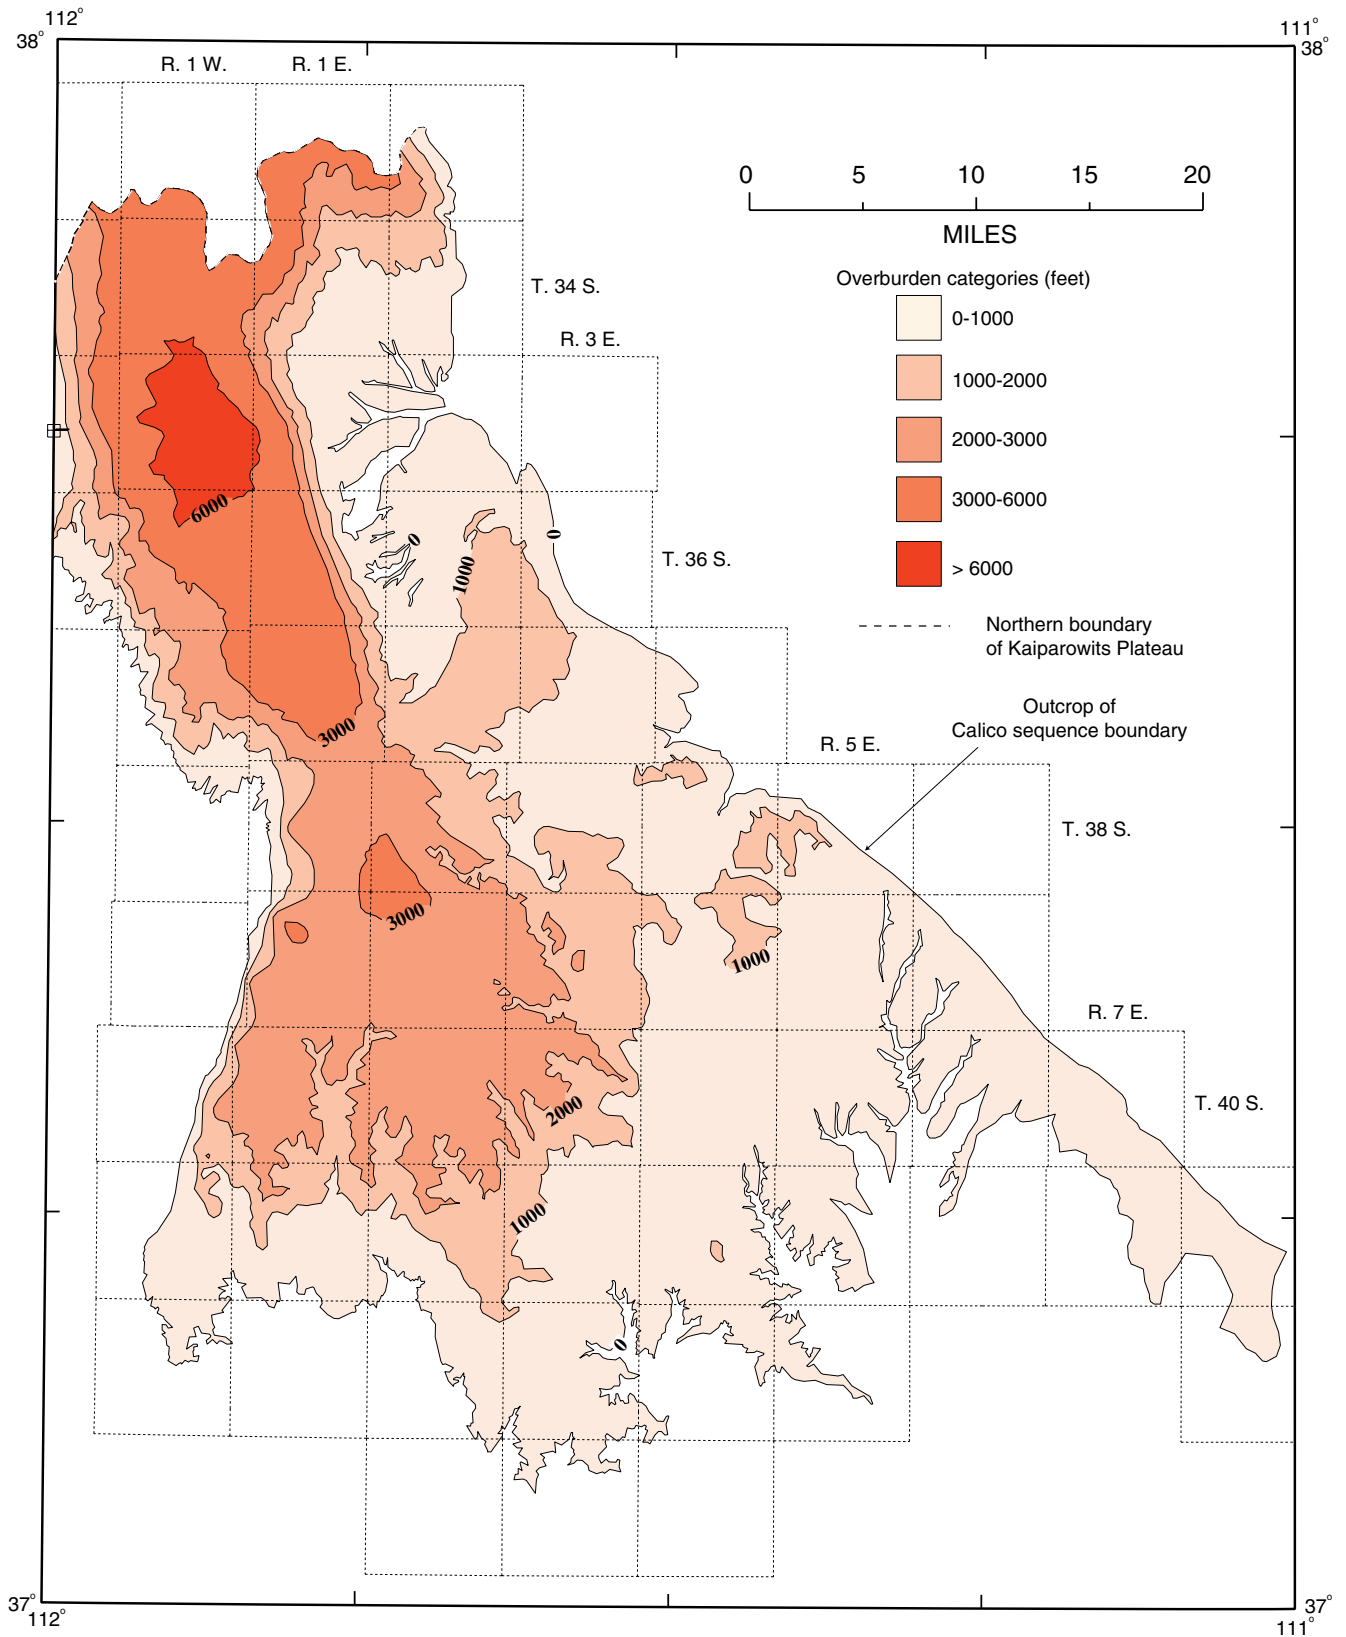 112°
111°
38°
38°
R. 1 W.
R. 1 E.
0
5
10
15
20
MILES
Overburden categories (feet)
0-1000
1000-2000
2000-3000
3000-6000
> 6000
Northern boundary
of Kaiparowits Plateau
Outcrop of
Calico sequence boundary
T. 34 S.
R. 3 E.
6000
0
0
1000
T. 36 S.
3000
R. 5 E.
T. 38 S.
3000
1000
R. 7 E.
T. 40 S.
2000
1000
0
37°
37°
112°
111°